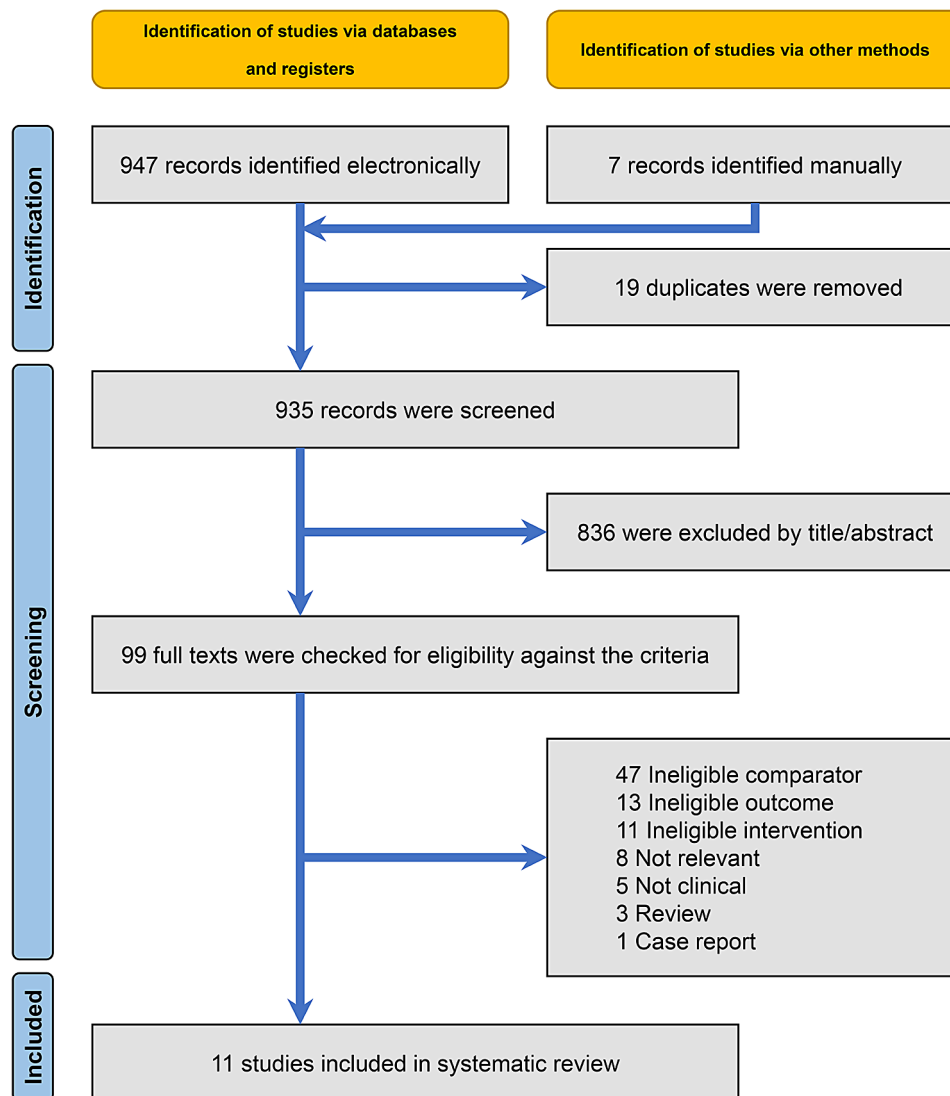 Identification of studies via databases
and registers
Identification of studies via other methods
Identification
947 records identified electronically
7 records identified manually
19 duplicates were removed
Screening
935 records were screened
836 were excluded by title/abstract
99 full texts were checked for eligibility against the criteria
47 Ineligible comparator
13 Ineligible outcome
11 Ineligible intervention
8 Not relevant
5 Not clinical
3 Review
1 Case report
Included
11 studies included in systematic review